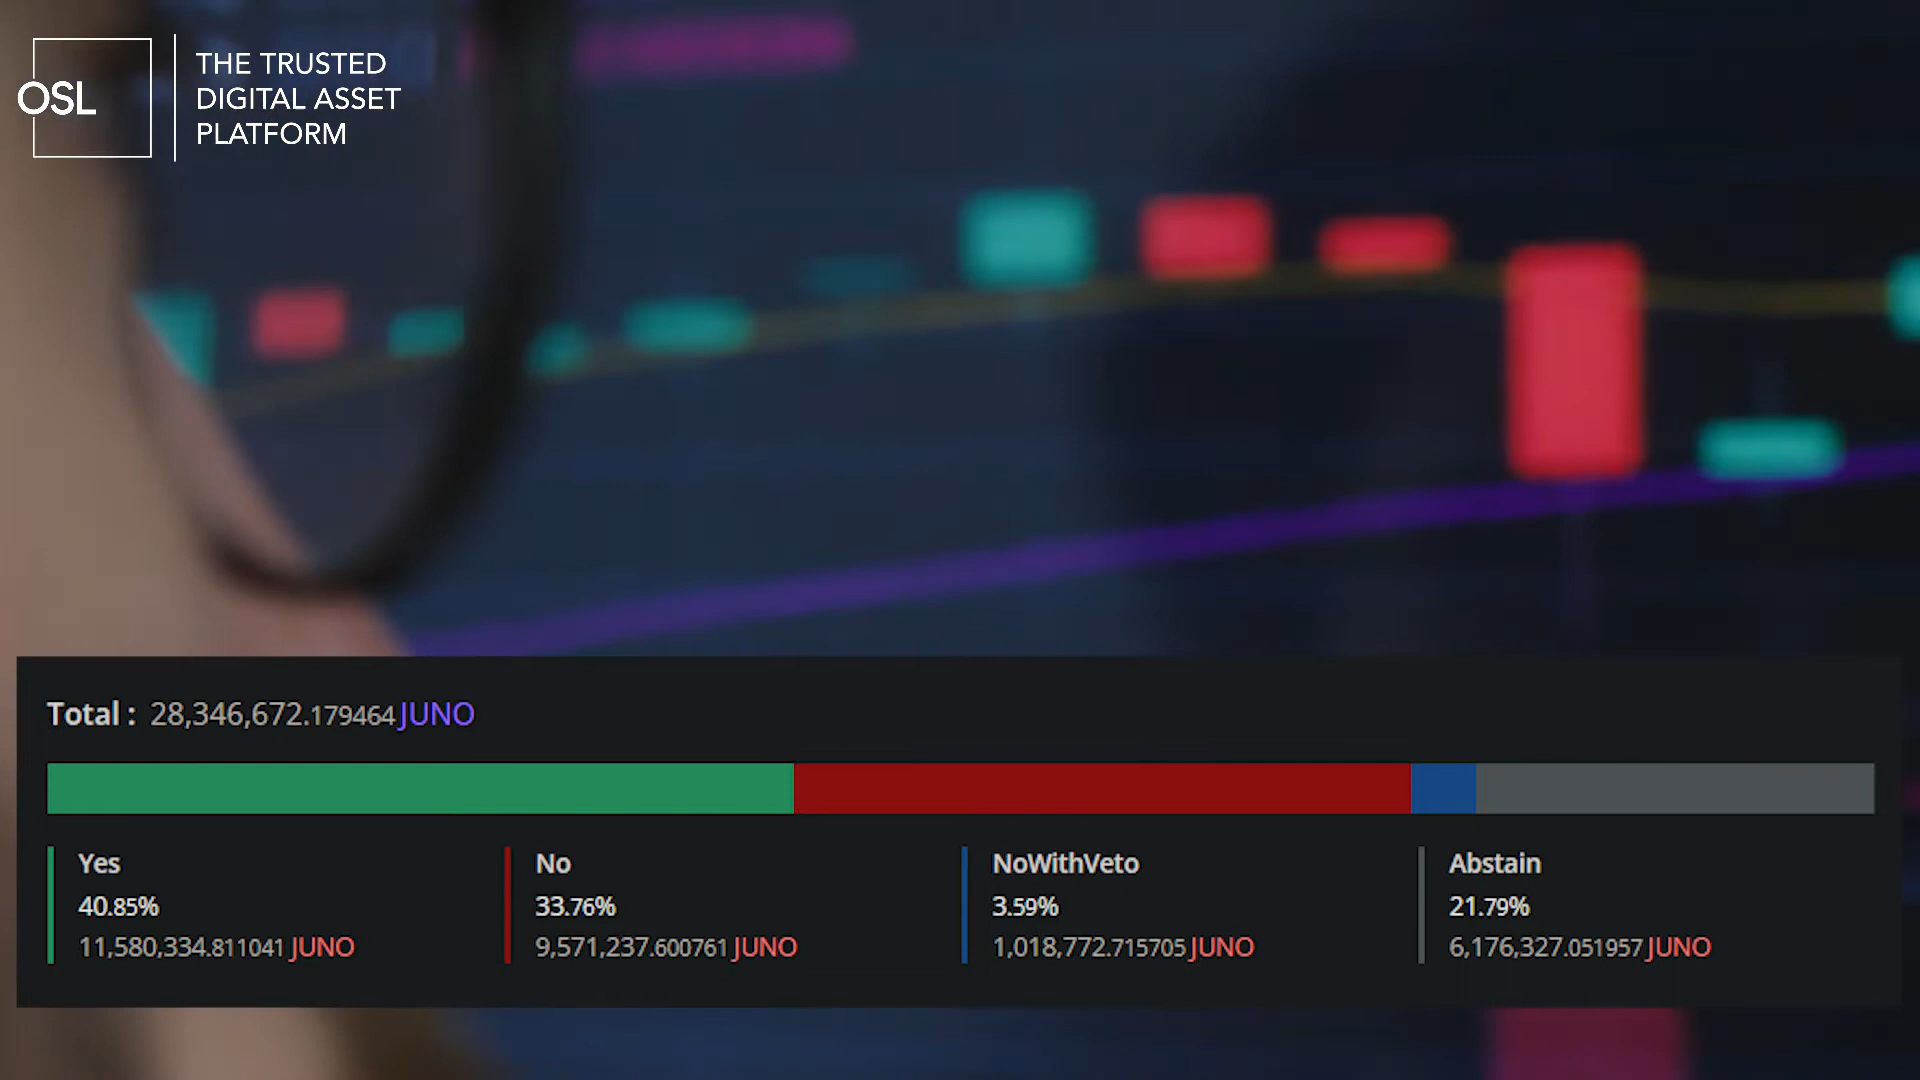 OSL
THE TRUSTED
DIGITAL ASSET
PLATFORM
Total : 28,346,672.179464 JUNO
Yes
40.85%
11,580,334.811041 JUNO
No
33.76%
9,571,237.600761 JUNO
NoWithVeto
3.59%
1,018,772.715705 JUNO
Abstain
21.79%
6,176,327.051957 JUNO